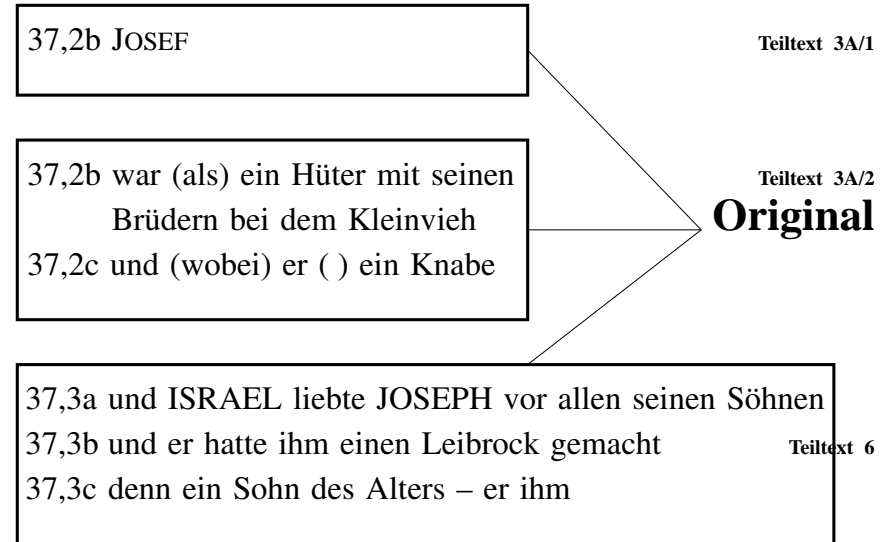 37,2b JOSEF
Teiltext 3A/1
37,2b war (als) ein Hüter mit seinen
Brüdern bei dem Kleinvieh
37,2c und (wobei) er ( ) ein Knabe
Teiltext 3A/2
Original
37,3a und ISRAEL liebte JOSEPH vor allen seinen Söhnen
37,3b und er hatte ihm einen Leibrock gemacht
37,3c denn ein Sohn des Alters – er ihm
Teiltext 6